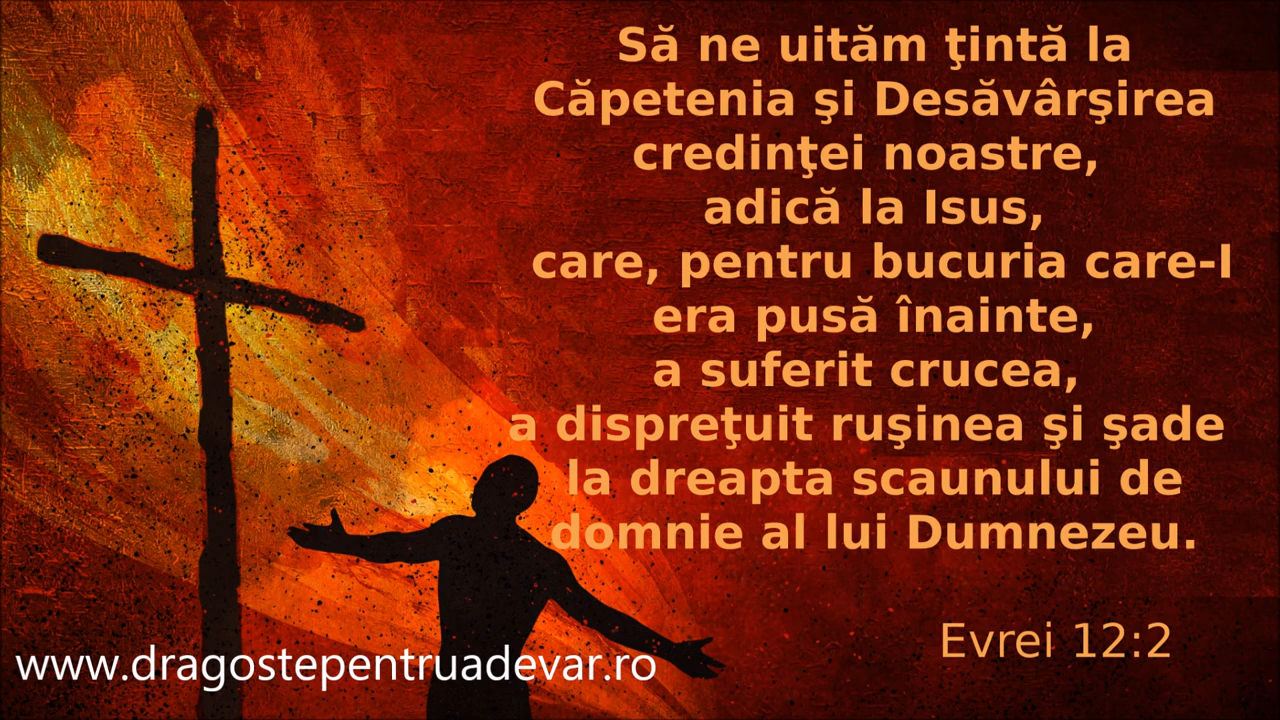 Să ne uităm ţintă la
Căpetenia şi Desăvârşirea
credinţei noastre,
adică la Isus,
care, pentru bucuria care-I
era pusă înainte,
a suferit crucea,
a dispreţuit ruşinea şi şade
la dreapta scaunului de
domnie al lui Dumnezeu.
Evrei 12:2
www.dragostepentruadevar.ro